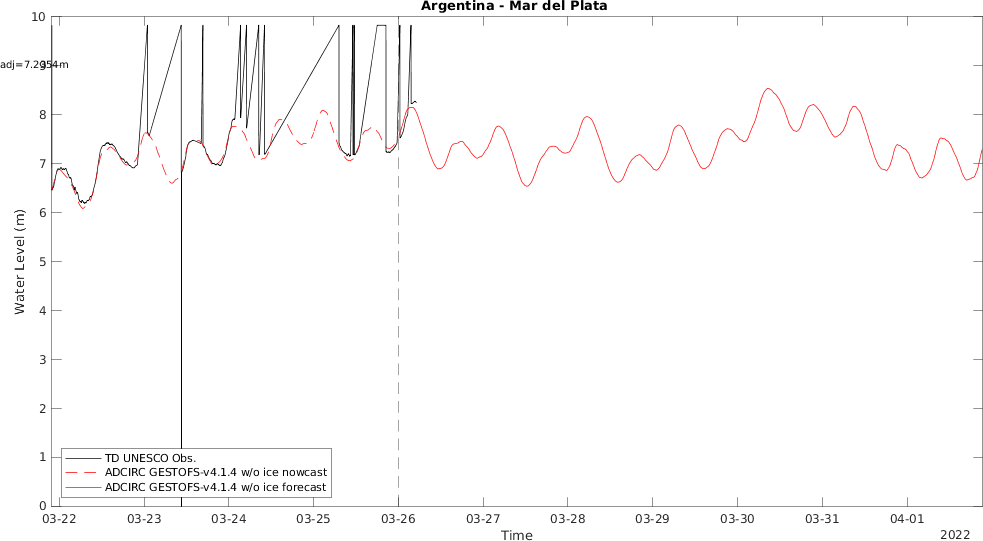 Argentina - Mar del Plata
10
9
8
7
6
5
4
3
2
1
0
Water Level (m)
TD UNESCO Obs.
ADCIRC GESTOFS-v4.1.4 w/o ice nowcast
ADCIRC GESTOFS-v4.1.4 w/o ice forecast
03-22 03-23 03-24 03-25 03-26 03-27 03-28 03-29 03-30 03-31 04-01
Time
2022